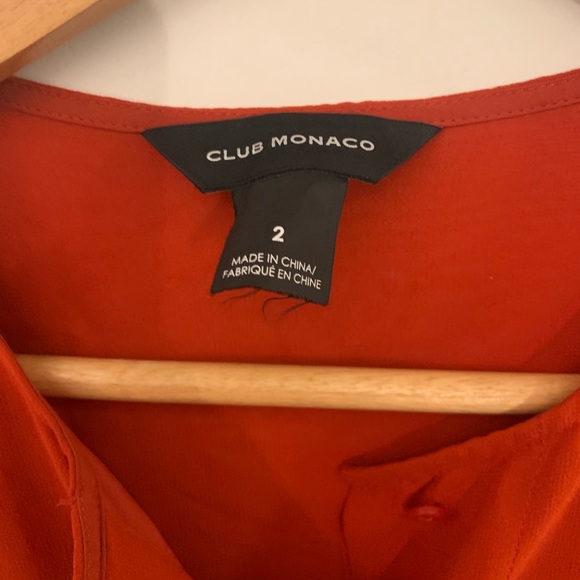 CLUB MONACO
2
MADE IN CHINA/
FABRIQUÉ EN CHINE